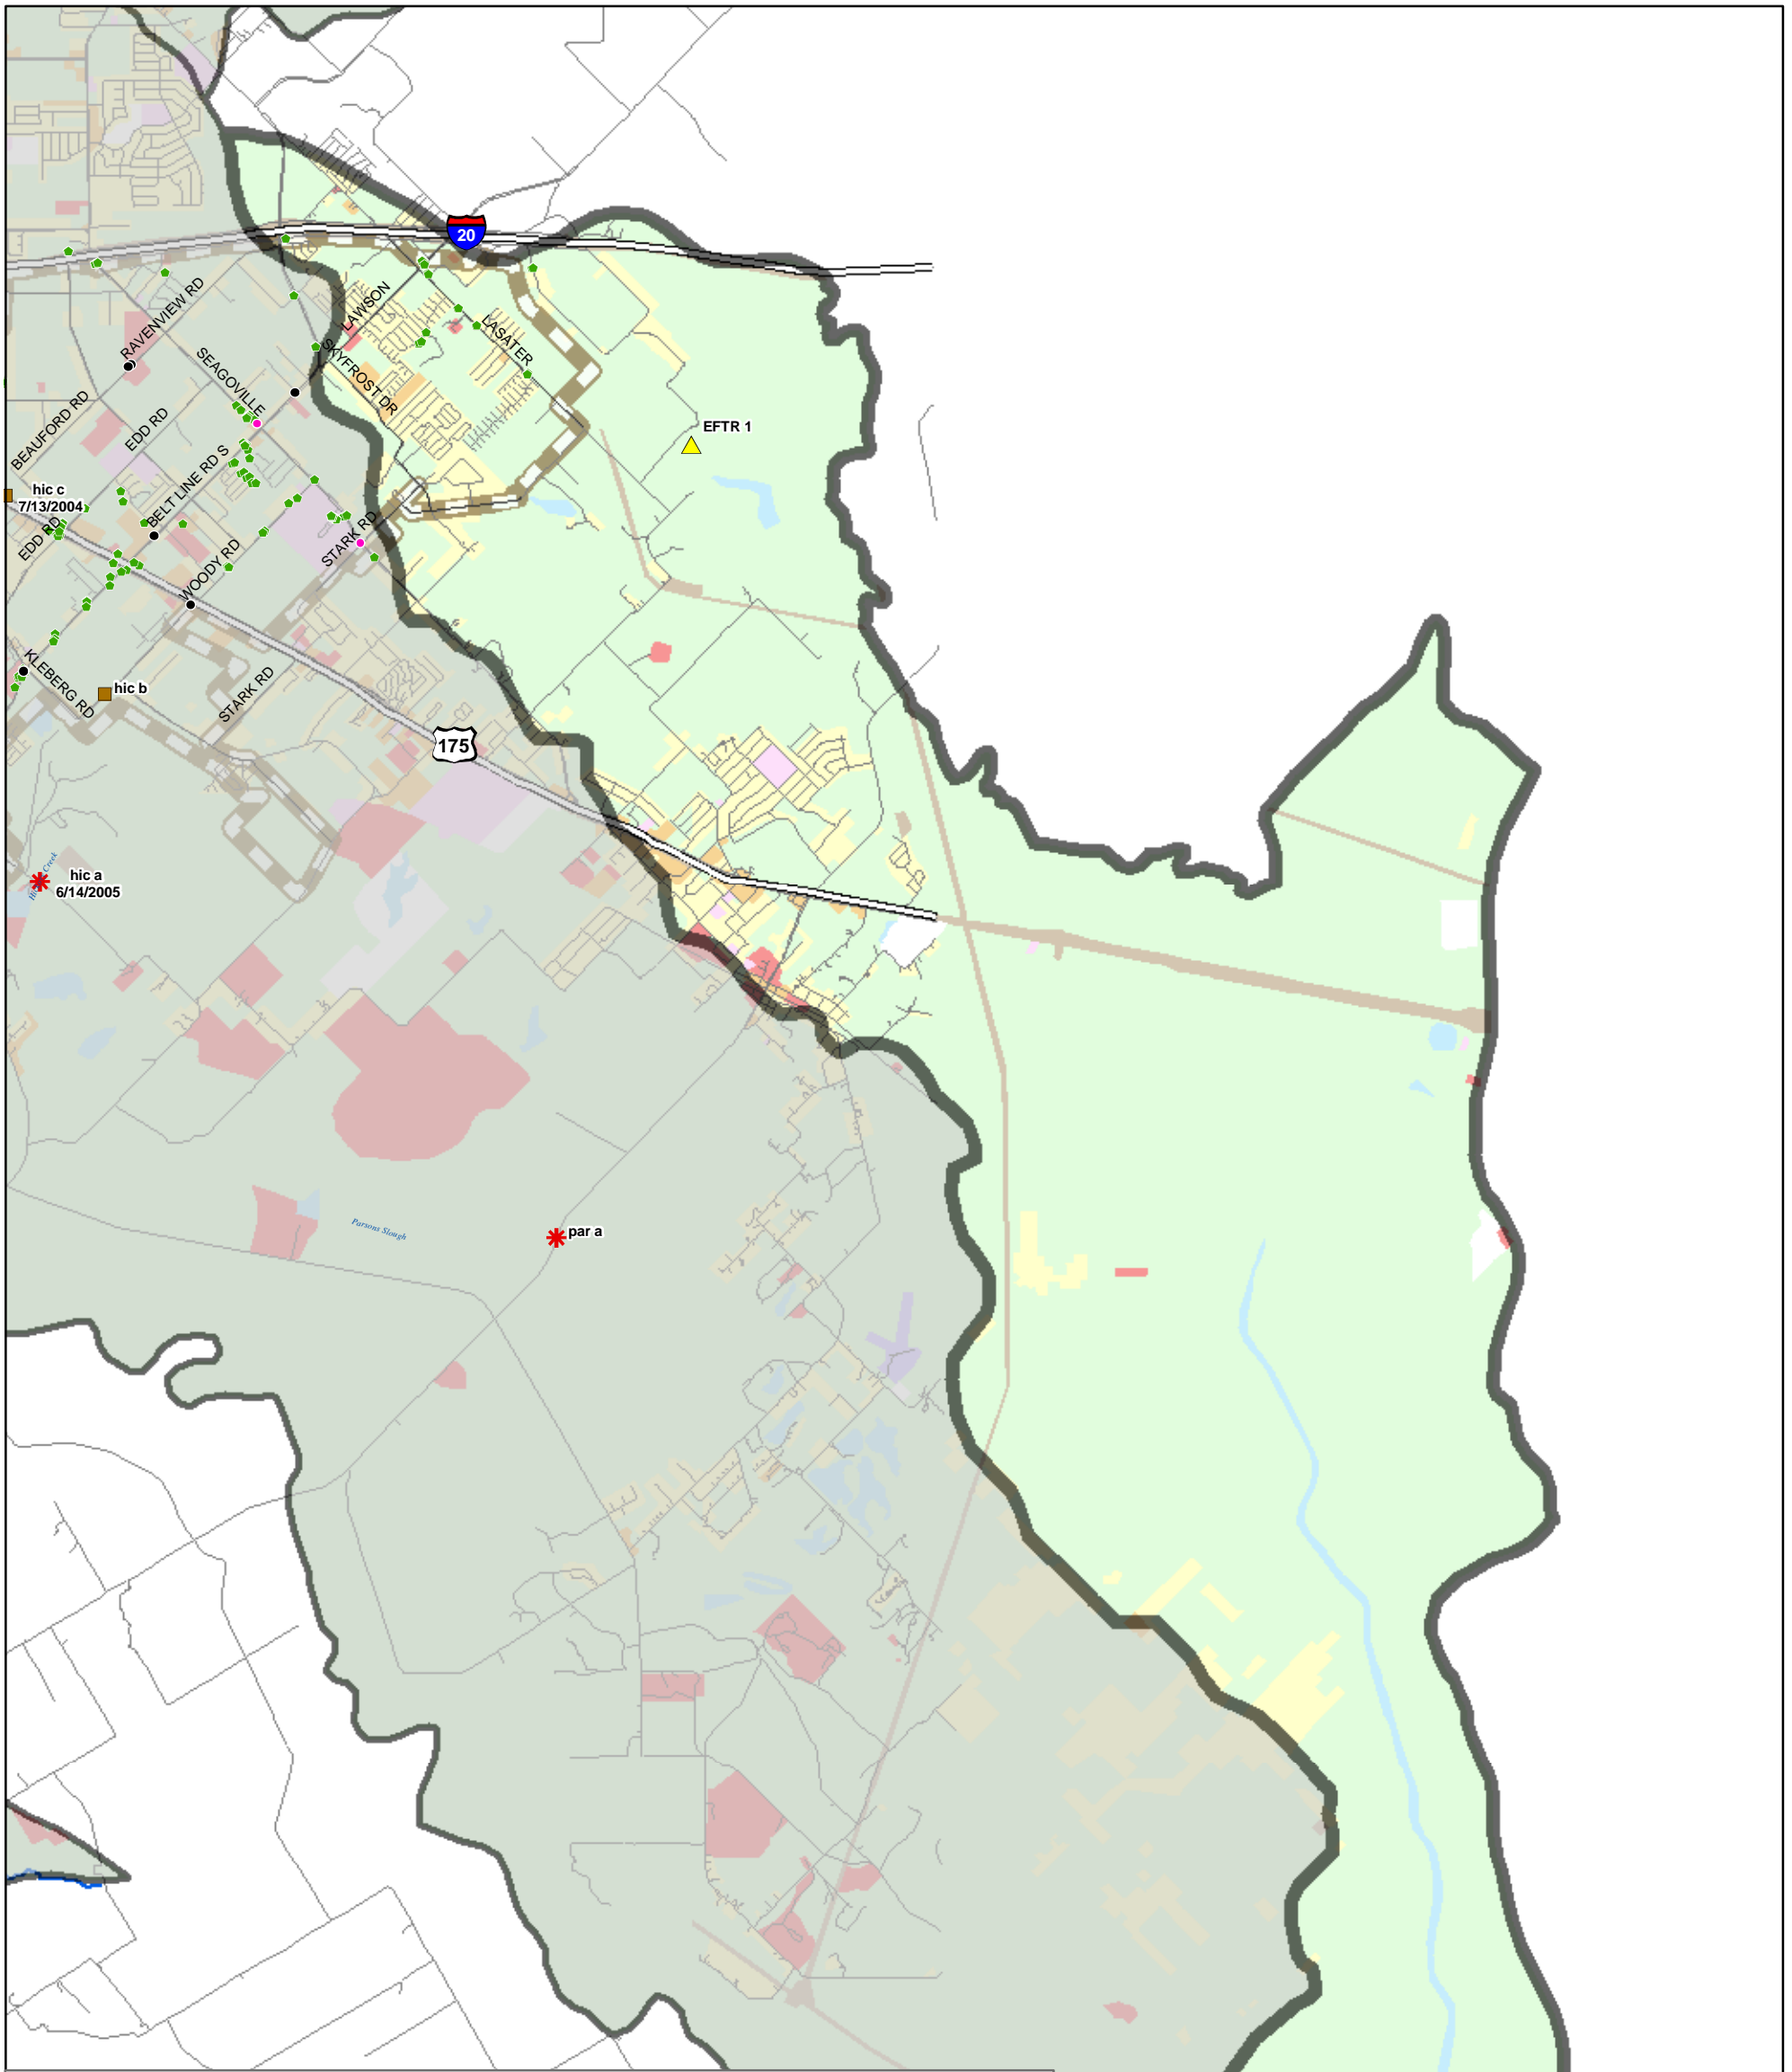 20
RAVENVIEW RD
LAWSON
SEAGOVILLE
SKYFROST DR
LASATER
BEAUFORD RD
EDD RD
EFTR 1
BELT LINE RD S
hic c
7/13/2004
EDD RD
STARK RD
WOODY RD
KLEBERG RD
hic b
STARK RD
175
Creek
hic a
6/14/2005
Parsons Slough
par a